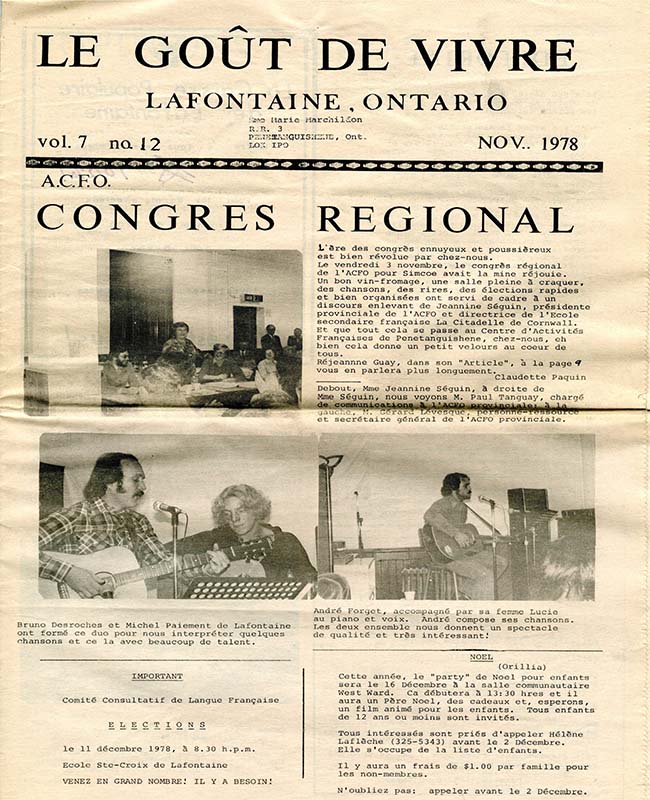 LE GOÛT DE VIVRE
LAFONTAINE, ONTARIO
Mme Marie Marchildon
R.R. 3
PENETANGUISHENE, Ont.
LOK IPO
vol. 7 no. 12
NOV.. 1978
A.C.F.O.
CONGRES REGIONAL
L'ère des congrès ennuyeux et poussièreux
est bien révolue par chez-nous.
Le vendredi 3 novembre, le congrès régional
de l'ACFO pour Simcoe avait la mine réjouie.
Un bon vin-fromage, une salle pleine à craquer,
des chansons, des rires, des élections rapides
et bien organisées ont servi de cadre à un
discours enlevant de Jeannine Séguin, présidente
provinciale de l'ACFO et directrice de l'Ecole
secondaire française La Citadelle de Cornwall.
Et que tout cela se passe au Centre d'Activités
Françaises de Penetanguishene, chez-nous, eh
bien cela donne un petit velours au coeur de
tous.
Réjeannne Guay, dans son "Article", à la page 9
vous en parlera plus longuement.
Claudette Paquin
Debout, Mme Jeannine Séguin, à droite de
Mme Séguin, nous voyons M. Paul Tanguay, chargé
de communications à l'ACFO provinciale; à la
gauche, M. Gérard Lévesque, personne-ressource
et secrétaire général de l'ACFO provinciale.
Bruno Desroches et Michel Paiement de Lafontaine
ont formé ce duo pour nous interpréter quelques
chansons et ce la avec beaucoup de talent.
André Forget, accompagné par sa femme Lucie
au piano et voix. André compose ses chansons.
Les deux ensemble nous donnent un spectacle
de qualité et très intéressant!
IMPORTANT
Comité Consultatif de Langue Française
E L E C T I O N S
le 11 décembre 1978, à 8.30 h.p.m.
Ecole Ste-Croix de Lafontaine
VENEZ EN GRAND NOMBRE! IL Y A BESOIN!
NOEL
(Orillia)
Cette année, le "party" de Noel pour enfants
sera le 16 Décembre à la salle communautaire
West Ward. Ca débutera à 13:30 hres et il
aura un Père Noel, des cadeaux et, esperons,
un film animé pour les enfants. Tous enfants
de 12 ans ou moins sont invités.
Tous intéressés sont priés d'appeler Hélène
Laflèche (325-5343) avant le 2 Décembre.
Elle s'occupe de la liste d'enfants.
Il y aura un frais de $1.00 par famille pour
les non-membres.
N'oubliez pas: appeler avant le 2 Décembre.